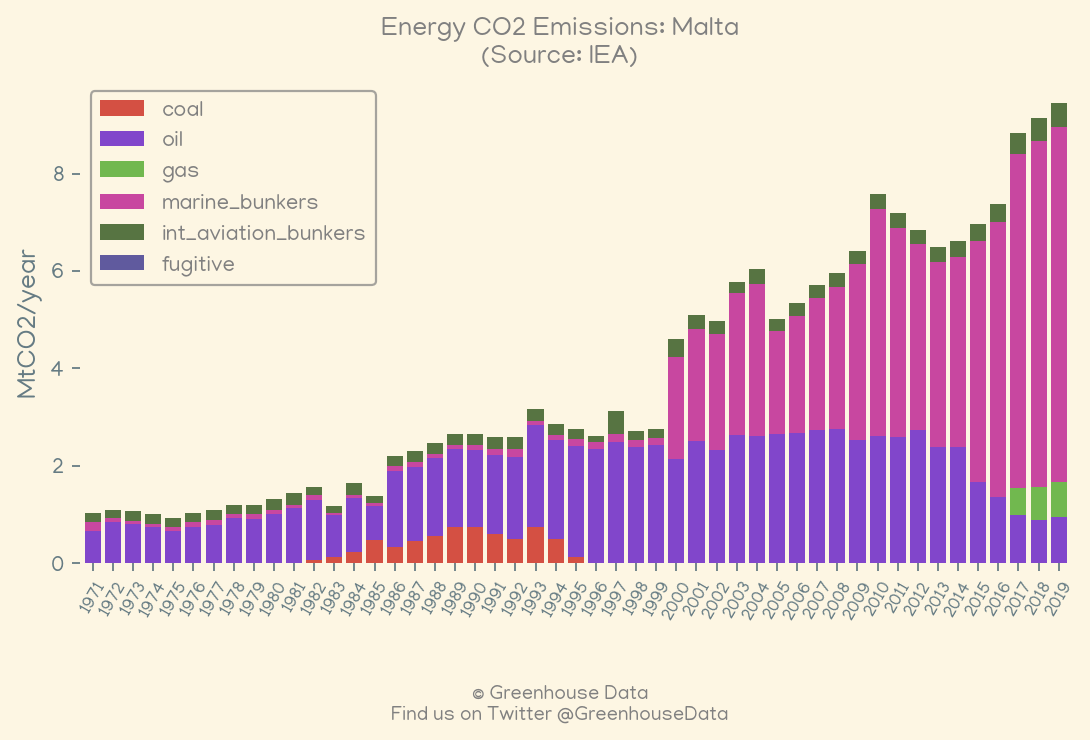 Energy CO2 Emissions: Malta
(Source: IEA)
coal
oil
gas
marine_bunkers
int_aviation_bunkers
fugitive
MtCO2/year
8
6
4
2
0
1971 1972 1973 1974 1975 1976 1977 1978 1979 1980 1981 1982 1983 1984 1985 1986 1987 1988 1989 1990 1991 1992 1993 1994 1995 1996 1997 1998 1999 2000 2001 2002 2003 2004 2005 2006 2007 2008 2009 2010 2011 2012 2013 2014 2015 2016 2017 2018 2019
© Greenhouse Data
Find us on Twitter @GreenhouseData